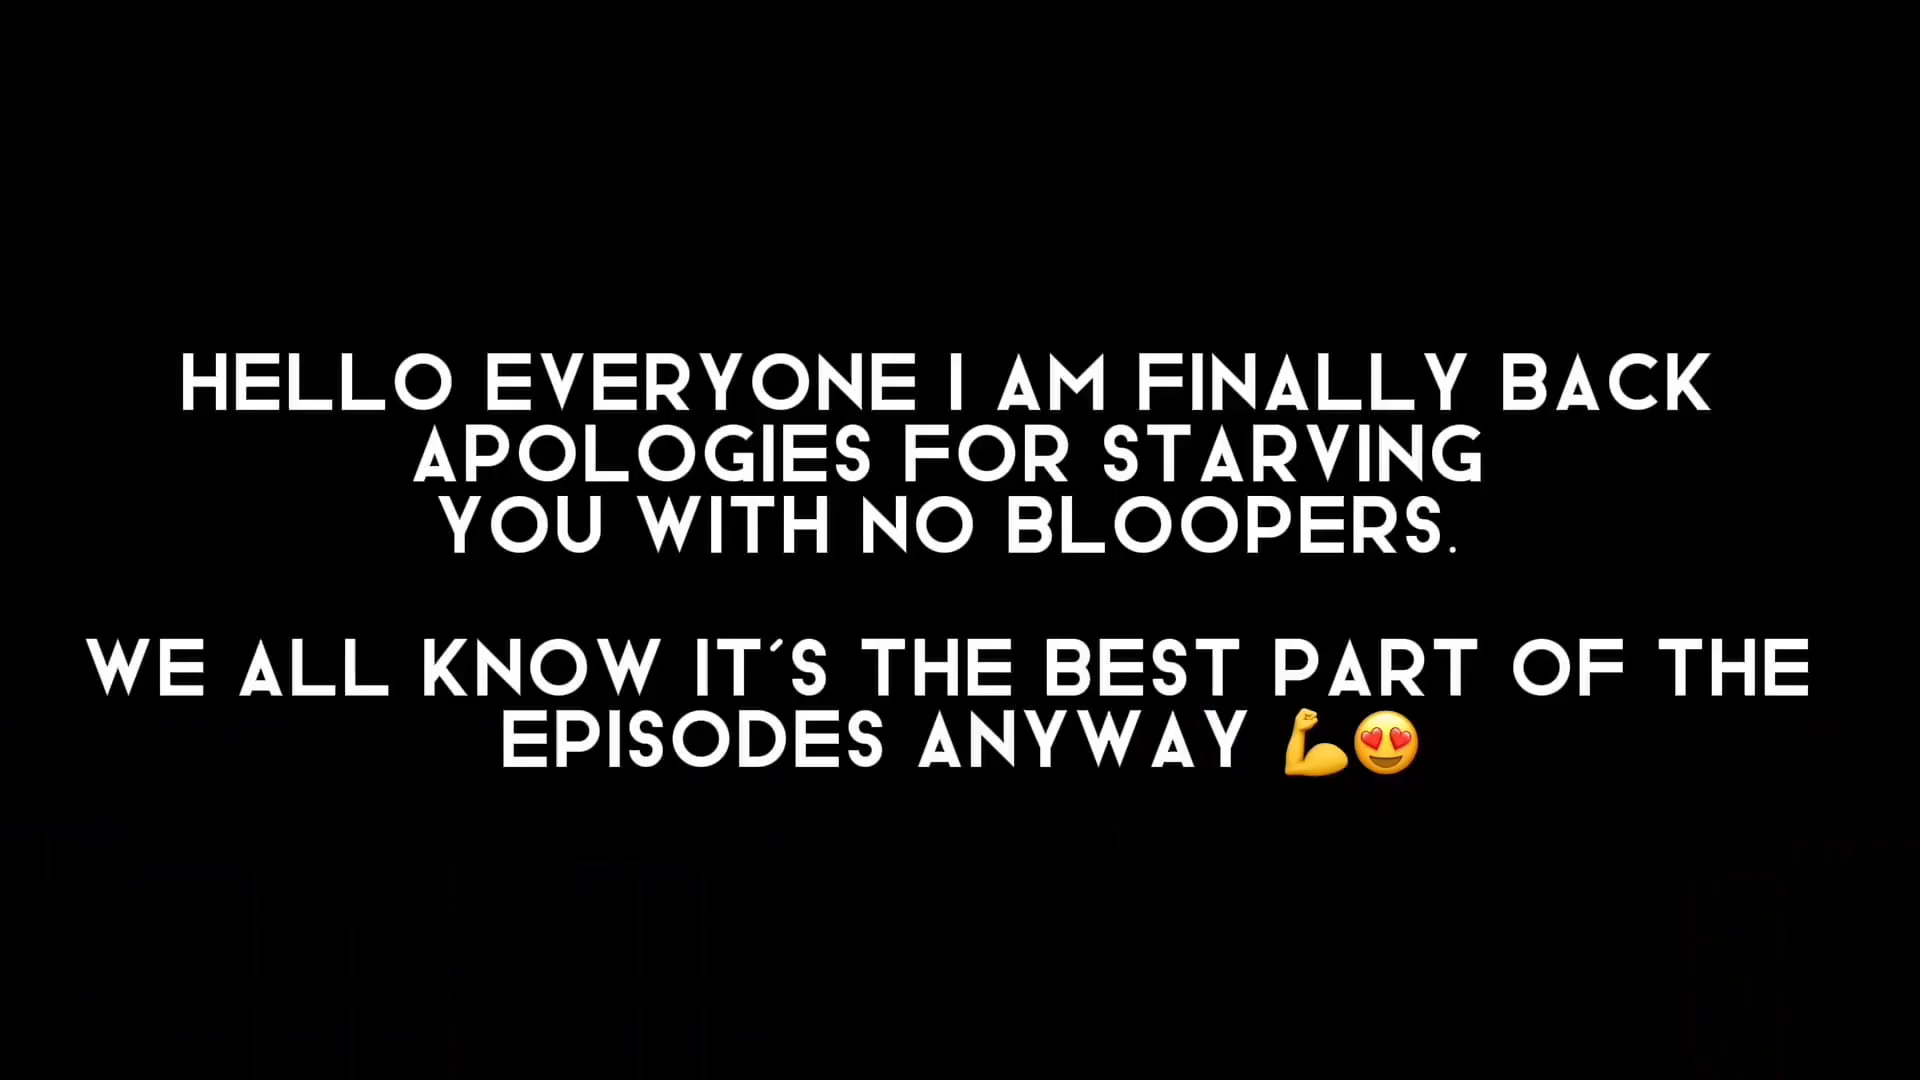 HELLO EVERYONE I AM FINALLY BACK
APOLOGIES FOR STARVING
YOU WITH NO BLOOPERS.
WE ALL KNOW IT´S THE BEST PART OF THE
EPISODES ANYWAY 💪😍